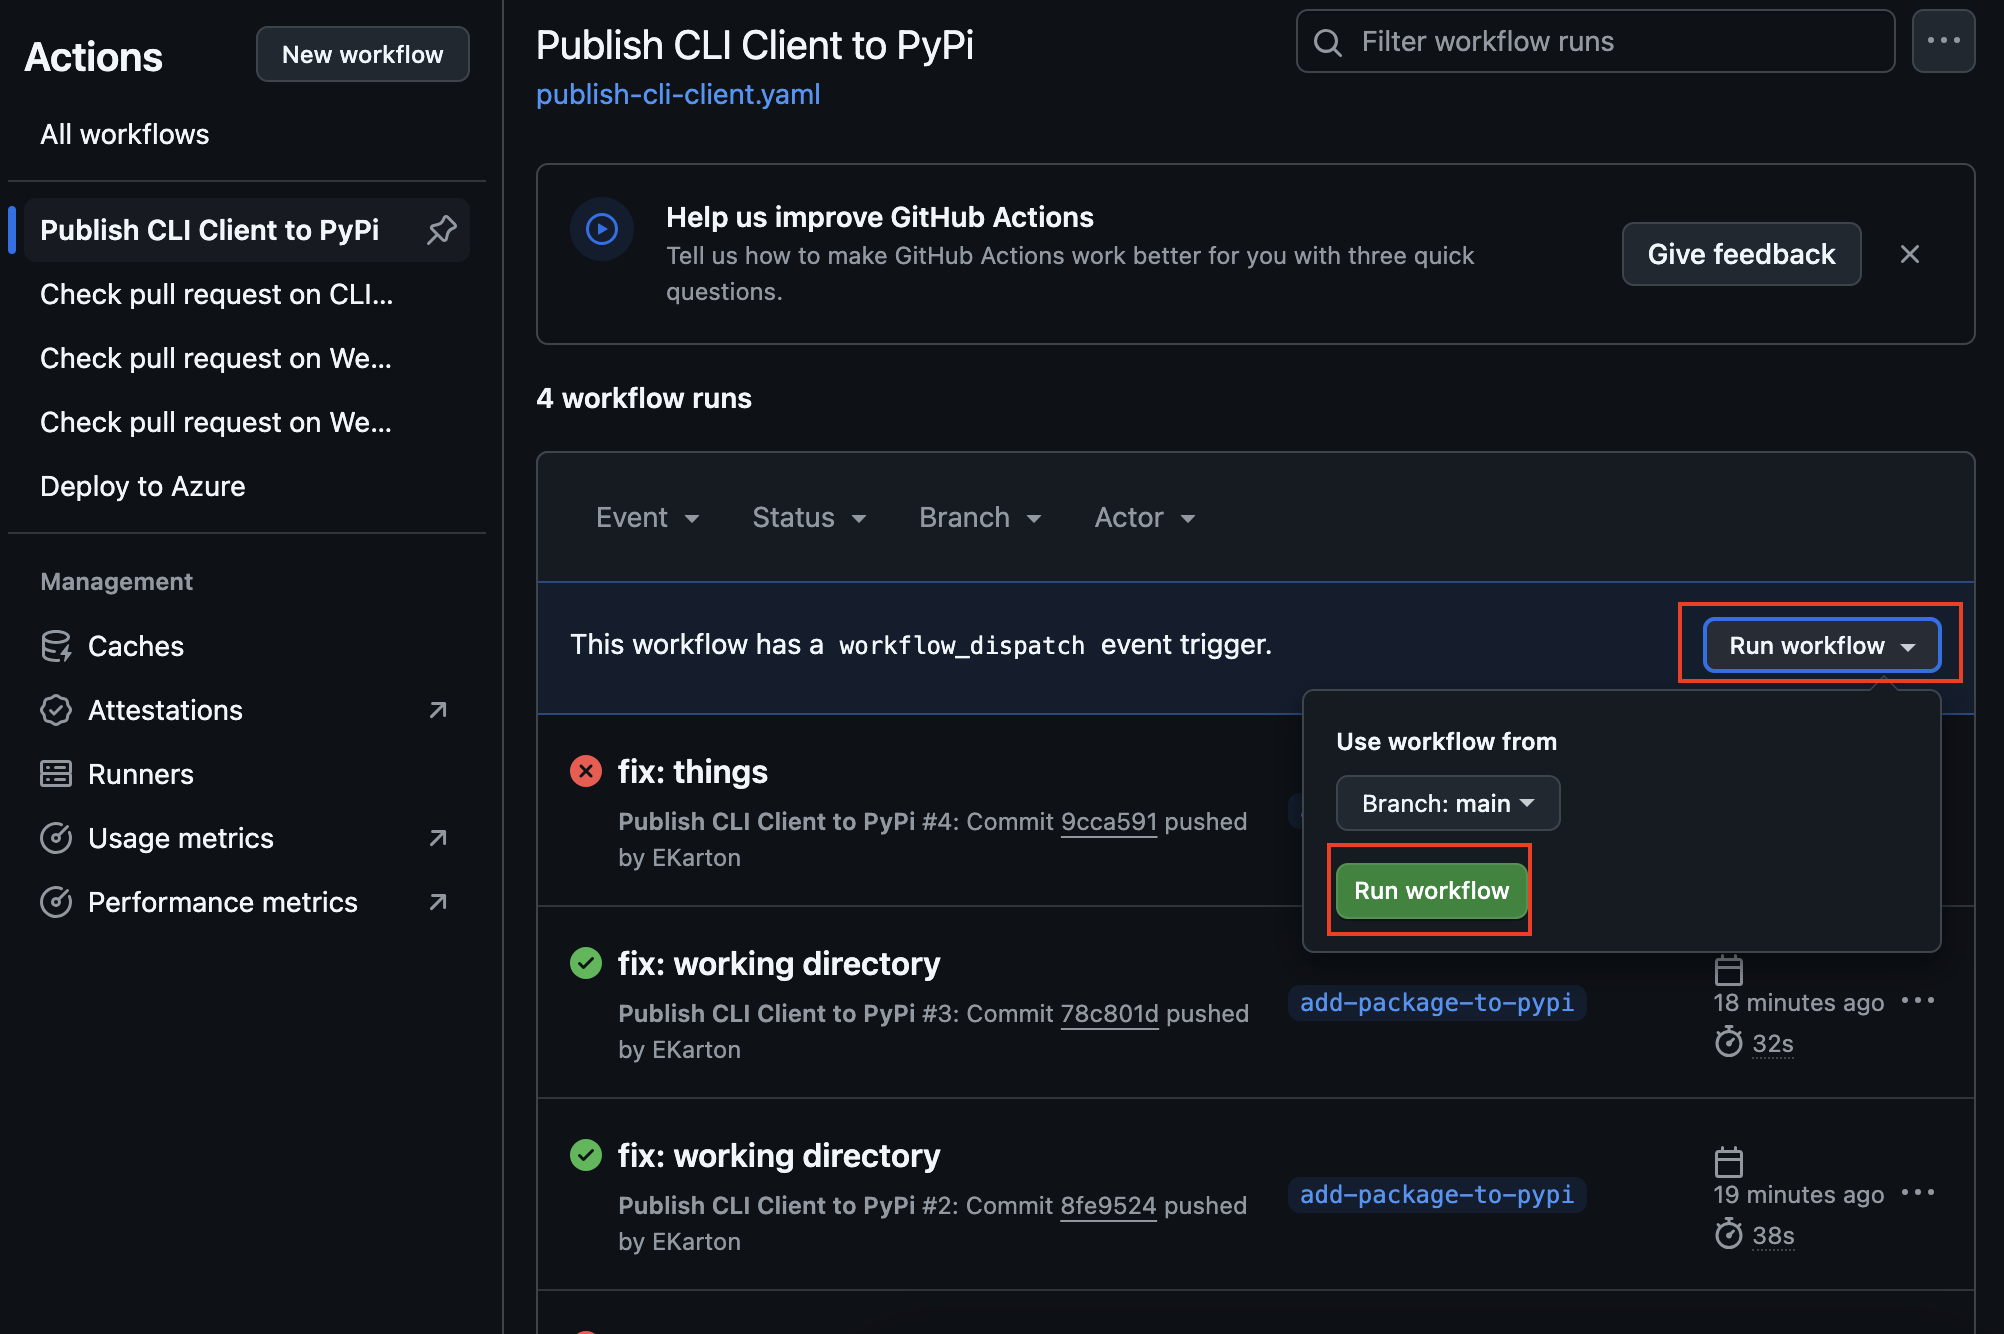 Actions
New workflow
All workflows
Publish CLI Client to PyPi
Check pull request on CLI...
Check pull request on We...
Check pull request on We...
Deploy to Azure
Management
Caches
Attestations
Runners
Usage metrics
Performance metrics
Publish CLI Client to PyPi
publish-cli-client.yaml
Filter workflow runs
Help us improve GitHub Actions
Tell us how to make GitHub Actions work better for you with three quick
questions.
Give feedback
4 workflow runs
Event
Status
Branch
Actor
This workflow has a workflow_dispatch event trigger.
Run workflow
Use workflow from
Branch: main
Run workflow
fix: things
Publish CLI Client to PyPi #4: Commit 9cca591 pushed
by EKarton
fix: working directory
Publish CLI Client to PyPi #3: Commit 78c801d pushed
by EKarton
add-package-to-pypi
18 minutes ago
32s
fix: working directory
Publish CLI Client to PyPi #2: Commit 8fe9524 pushed
by EKarton
add-package-to-pypi
19 minutes ago
38s